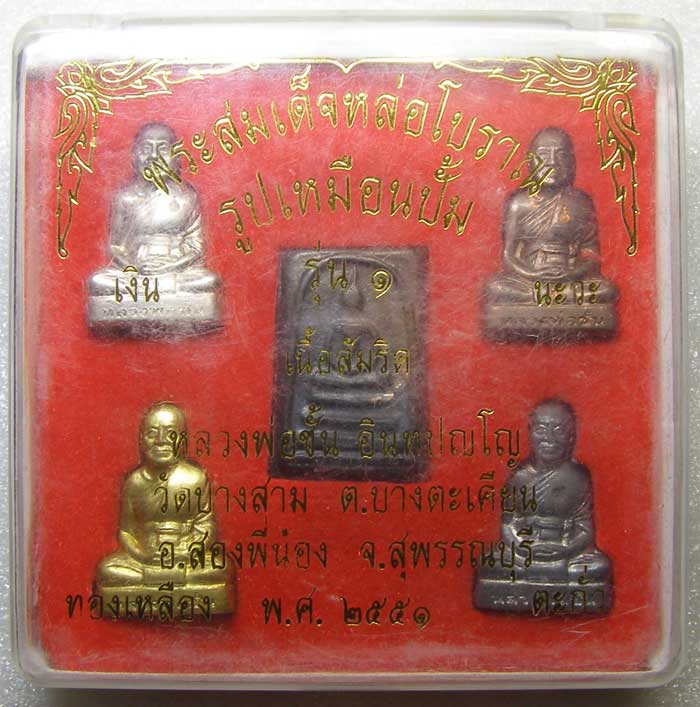 พระสมเด็จหล่อโบราณ
รูปเหมือนปั้ม
เงิน รุ่น ๑ นะวะ
เนื้อสัมริด
หลวงพ่อชั้น อินฺทปญฺโญ
วัดบางสาม ต.บางตะเคียน
อ.สองพี่น้อง จ.สุพรรณบุรี
ทองเหลือง พ.ศ. ๒๕๕๑ ตะกั่ว